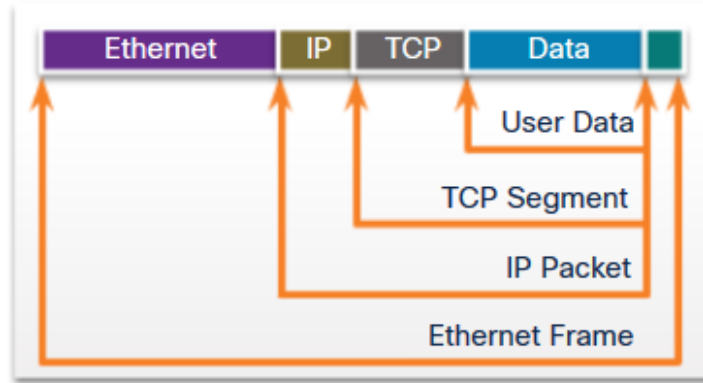 Ethernet IP TCP Data
User Data
TCP Segment
IP Packet
Ethernet Frame